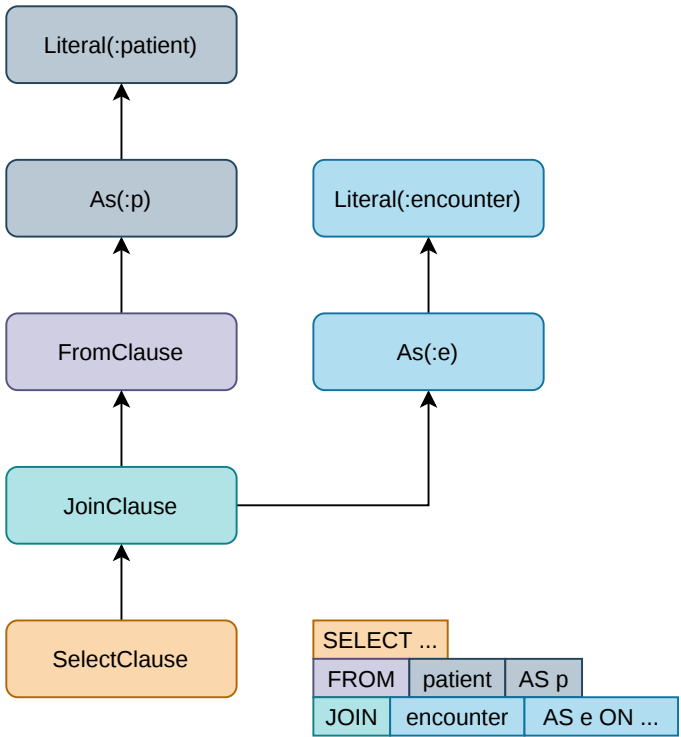 Literal(:patient)
As(:p)
Literal(:encounter)
FromClause
As(:e)
JoinClause
SelectClause
SELECT ...
FROM patient AS p
JOIN encounter AS e ON ...